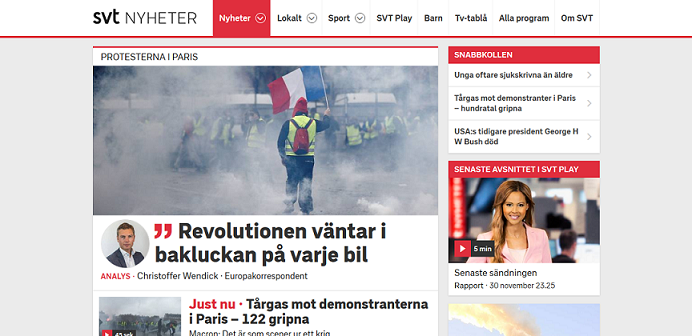 svt NYHETER
Nyheter Lokalt Sport SVT Play Barn Tv-tablå Alla program Om SVT
PROTESTERNA I PARIS
Revolutionen väntar i
bakluckan på varje bil
ANALYS · Christoffer Wendick · Europakorrespondent
Just nu · Tårgas mot demonstranterna
i Paris – 122 gripna
Macron: Det är som scener ur ett krig
45 sek
SNABBKOLLEN
Unga oftare sjukskrivna än äldre
Tårgas mot demonstranter i Paris
– hundratal gripna
USA:s tidigare president George H
W Bush död
SENASTE AVSNITTET I SVT PLAY
5 min
Senaste sändningen
Rapport · 30 november 23.25